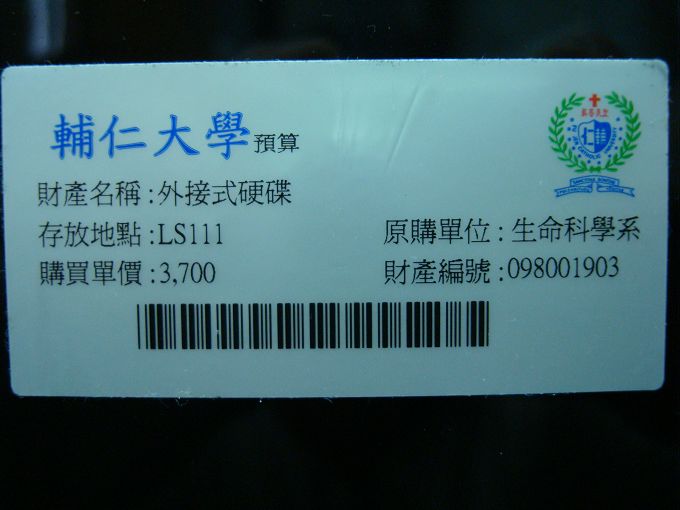 輔仁大學預算
財產名稱:外接式硬碟
存放地點:LS111
原購單位:生命科學系
購買單價:3,700
財產編號:098001903